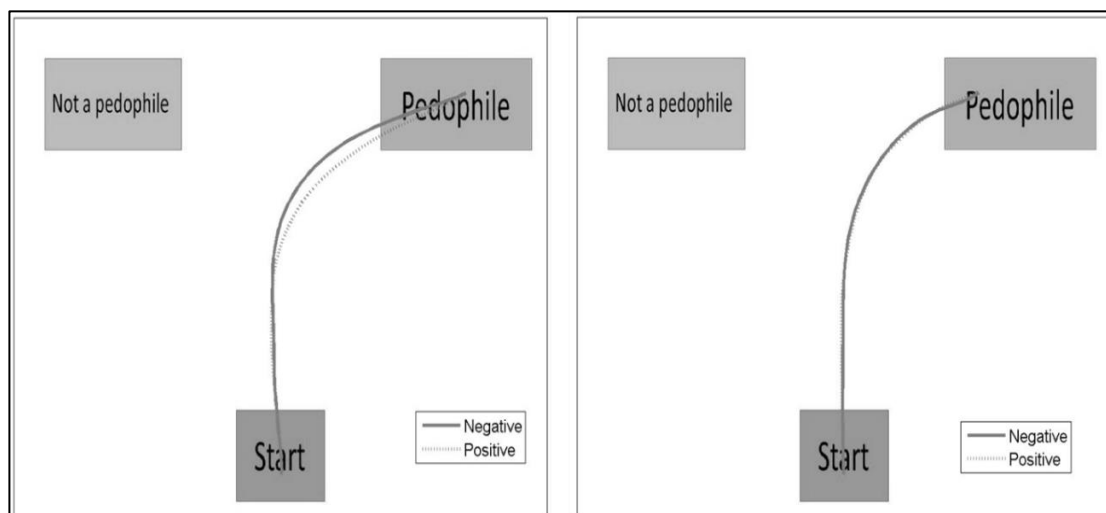 Not a pedophile
Pedophile
Negative
Positive
Start
Not a pedophile
Pedophile
Negative
Positive
Start